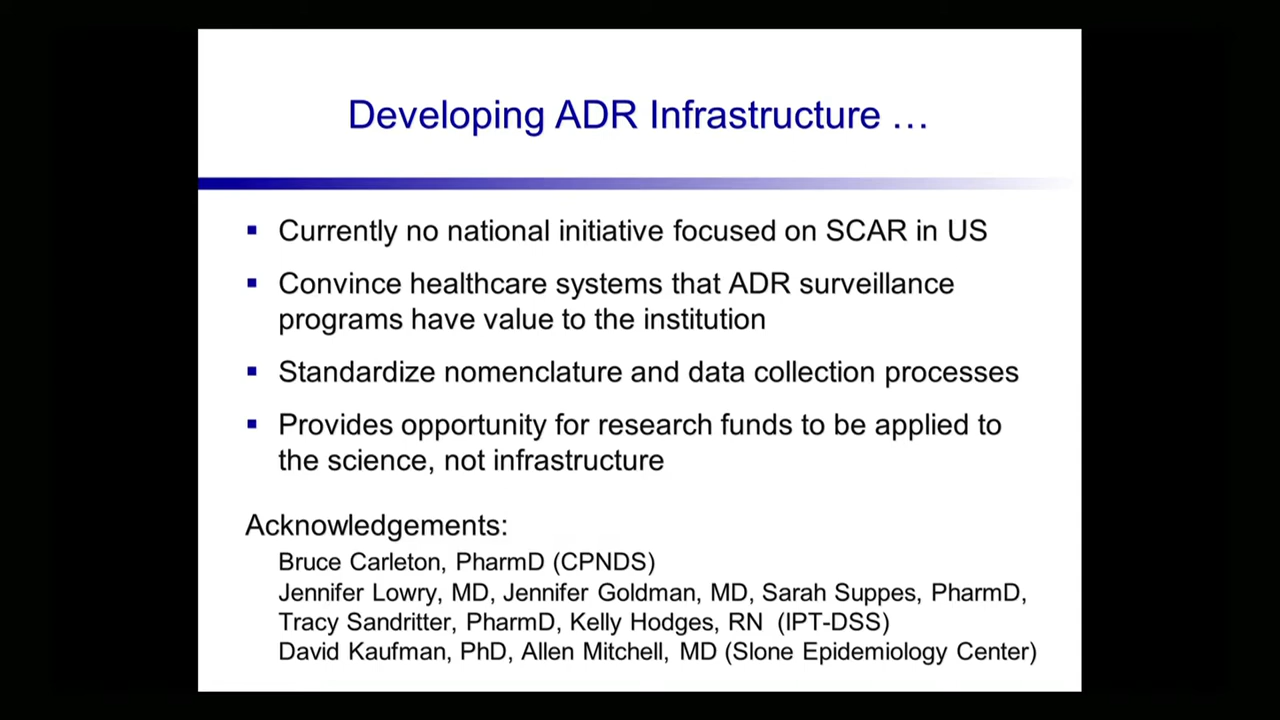 Developing ADR Infrastructure …
▪ Currently no national initiative focused on SCAR in US
▪ Convince healthcare systems that ADR surveillance
programs have value to the institution
▪ Standardize nomenclature and data collection processes
▪ Provides opportunity for research funds to be applied to
the science, not infrastructure
Acknowledgements:
Bruce Carleton, PharmD (CPNDS)
Jennifer Lowry, MD, Jennifer Goldman, MD, Sarah Suppes, PharmD,
Tracy Sandritter, PharmD, Kelly Hodges, RN (IPT-DSS)
David Kaufman, PhD, Allen Mitchell, MD (Slone Epidemiology Center)